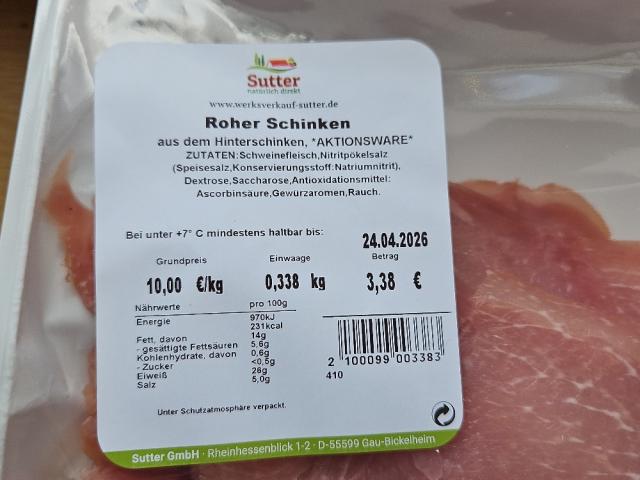 Sutter
natürlich direkt
www.werksverkauf-sutter.de
Roher Schinken
aus dem Hinterschinken, *AKTIONSWARE*
ZUTATEN:Schweinefleisch,Nitritpökelsalz
(Speisesalz,Konservierungsstoff:Natriumnitrit),
Dextrose,Saccharose,Antioxidationsmittel:
Ascorbinsäure,Gewürzaromen,Rauch.
Bei unter +7° C mindestens haltbar bis:
24.04.2026
Grundpreis Einwaage Betrag
10,00 €/kg 0,338 kg 3,38 €
Nährwerte pro 100g
Energie 970kJ
231kcal
Fett, davon 14g
- gesättigte Fettsäuren 5,6g
Kohlenhydrate, davon 0,6g
- Zucker <0,5g
Eiweiß 26g
Salz 5,0g
2 100099 003383
410
Unter Schutzatmosphäre verpackt.
Sutter GmbH · Rheinhessenblick 1-2 · D-55599 Gau-Bickelheim